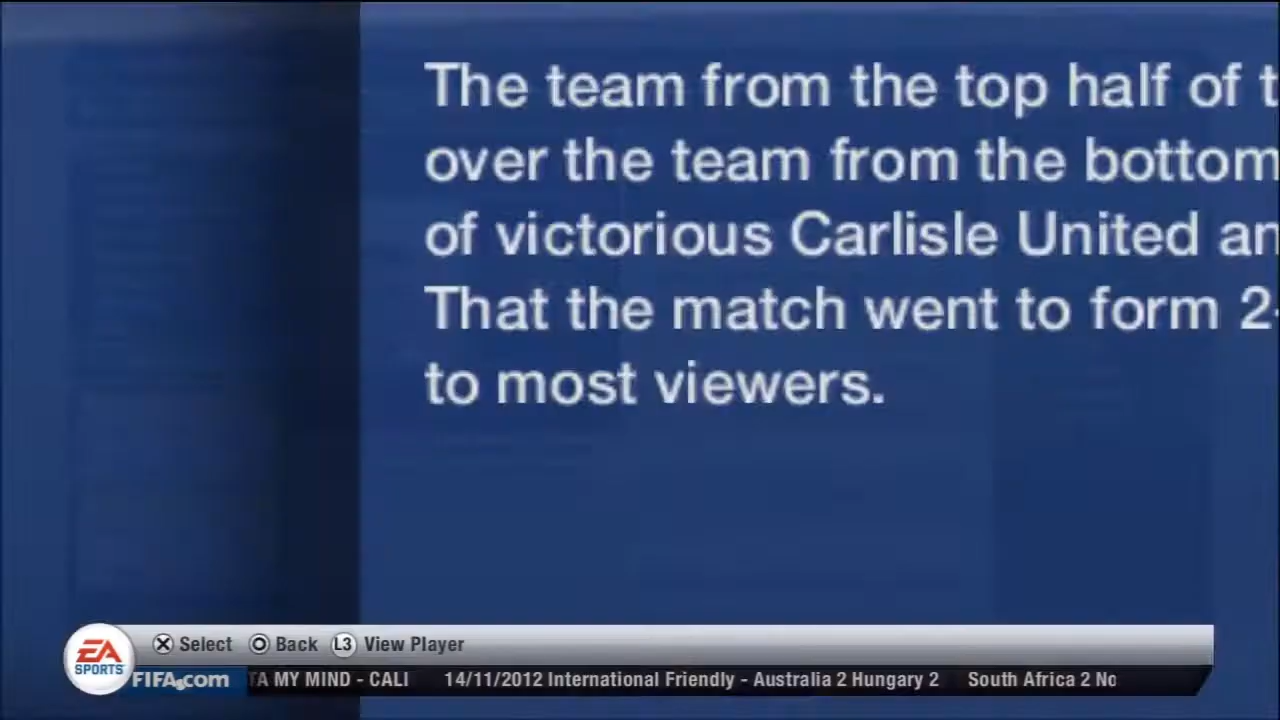 The team from the top half of t
over the team from the bottom
of victorious Carlisle United an
That the match went to form 2-
to most viewers.
X Select O Back L3 View Player
EA SPORTS
FIFA.com TA MY MIND - CALI 14/11/2012 International Friendly - Australia 2 Hungary 2 South Africa 2 No